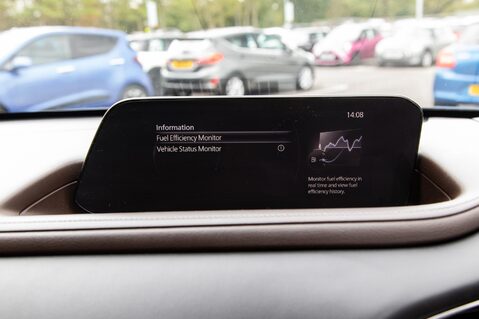 14:08
Information
Fuel Efficiency Monitor
Vehicle Status Monitor
Monitor fuel efficiency in
real time and view fuel
efficiency history.